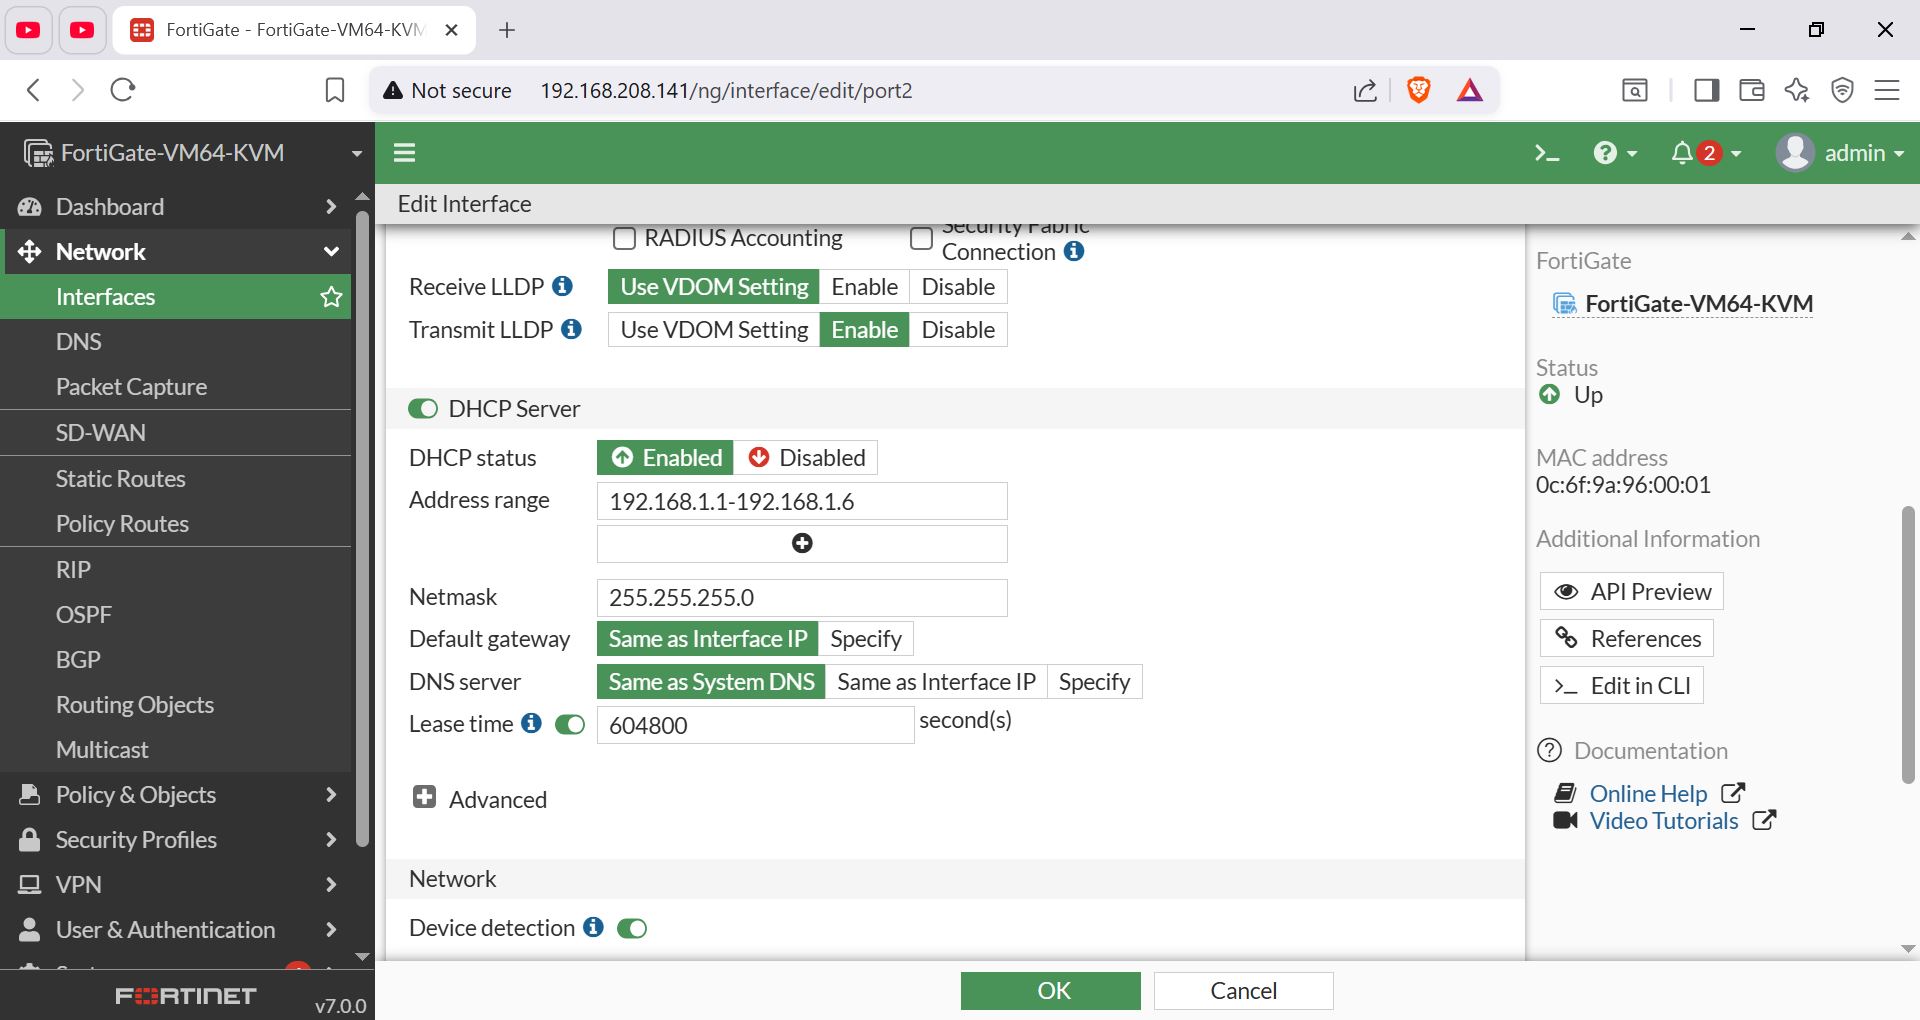 FortiGate - FortiGate-VM64-KVM
Not secure 192.168.208.141/ng/interface/edit/port2
FortiGate-VM64-KVM
2 admin
Dashboard
Network
Interfaces
DNS
Packet Capture
SD-WAN
Static Routes
Policy Routes
RIP
OSPF
BGP
Routing Objects
Multicast
Policy & Objects
Security Profiles
VPN
User & Authentication
FORTINET v7.0.0
Edit Interface
RADIUS Accounting
Security Fabric
Connection
Receive LLDP Use VDOM Setting Enable Disable
Transmit LLDP Use VDOM Setting Enable Disable
DHCP Server
DHCP status Enabled Disabled
Address range 192.168.1.1-192.168.1.6
Netmask 255.255.255.0
Default gateway Same as Interface IP Specify
DNS server Same as System DNS Same as Interface IP Specify
Lease time 604800 second(s)
Advanced
Network
Device detection
OK Cancel
FortiGate
FortiGate-VM64-KVM
Status
Up
MAC address
0c:6f:9a:96:00:01
Additional Information
API Preview
References
>_ Edit in CLI
Documentation
Online Help
Video Tutorials